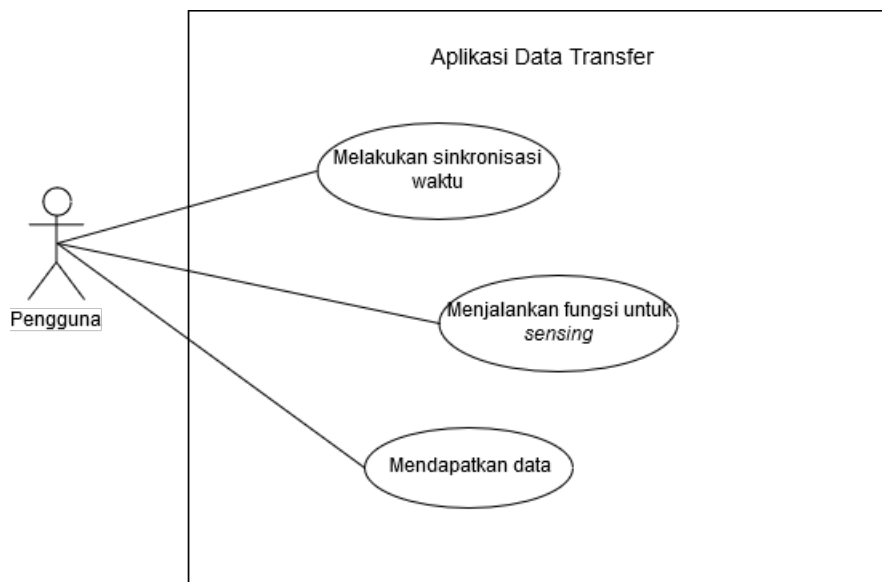 Aplikasi Data Transfer
Melakukan sinkronisasi
waktu
Menjalankan fungsi untuk
sensing
Pengguna
Mendapatkan data